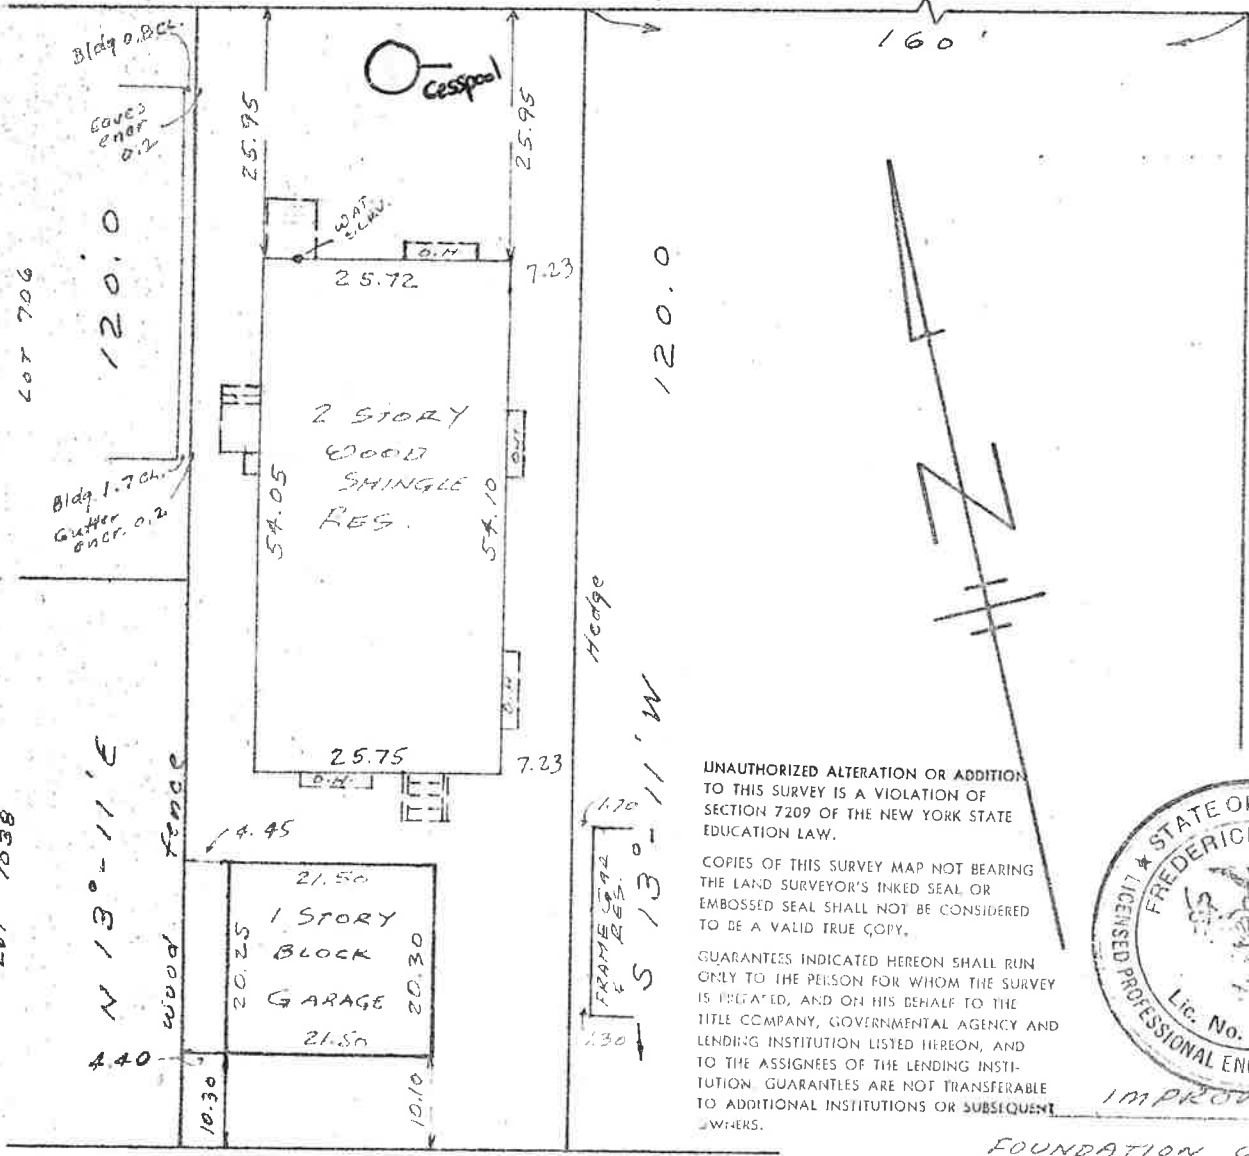 160'
Bldg 0.8 CL.
Eaves
encr
0.2
Cesspool
25.95
25.95
WAT.
120.0
LOT 706
O.H
25.72
7.23
120.0
2 STORY
WOOD
SHINGLE
RES.
O.H
54.05
54.10
Bldg. 1.7 CL.
Gutter
encr. 0.2
Hedge
O.H
25.75
7.23
O.H.
N 13°-11'E
wood fence
S 13°-11'W
4.45
21.50
1 STORY
BLOCK
GARAGE
20.25
20.30
21.50
4.40
10.30
10.10
1.70
FRAME
RES.
1.30
LOT 1038
UNAUTHORIZED ALTERATION OR ADDITION
TO THIS SURVEY IS A VIOLATION OF
SECTION 7209 OF THE NEW YORK STATE
EDUCATION LAW.
COPIES OF THIS SURVEY MAP NOT BEARING
THE LAND SURVEYOR'S INKED SEAL OR
EMBOSSED SEAL SHALL NOT BE CONSIDERED
TO BE A VALID TRUE COPY.
GUARANTEES INDICATED HEREON SHALL RUN
ONLY TO THE PERSON FOR WHOM THE SURVEY
IS PREPARED, AND ON HIS BEHALF TO THE
TITLE COMPANY, GOVERNMENTAL AGENCY AND
LENDING INSTITUTION LISTED HEREON, AND
TO THE ASSIGNEES OF THE LENDING INSTI-
TUTION. GUARANTEES ARE NOT TRANSFERABLE
TO ADDITIONAL INSTITUTIONS OR SUBSEQUENT
OWNERS.
STATE OF
FREDERIC
LICENSED PROFESSIONAL EN
Lic. No.
IMPROV
FOUNDATION